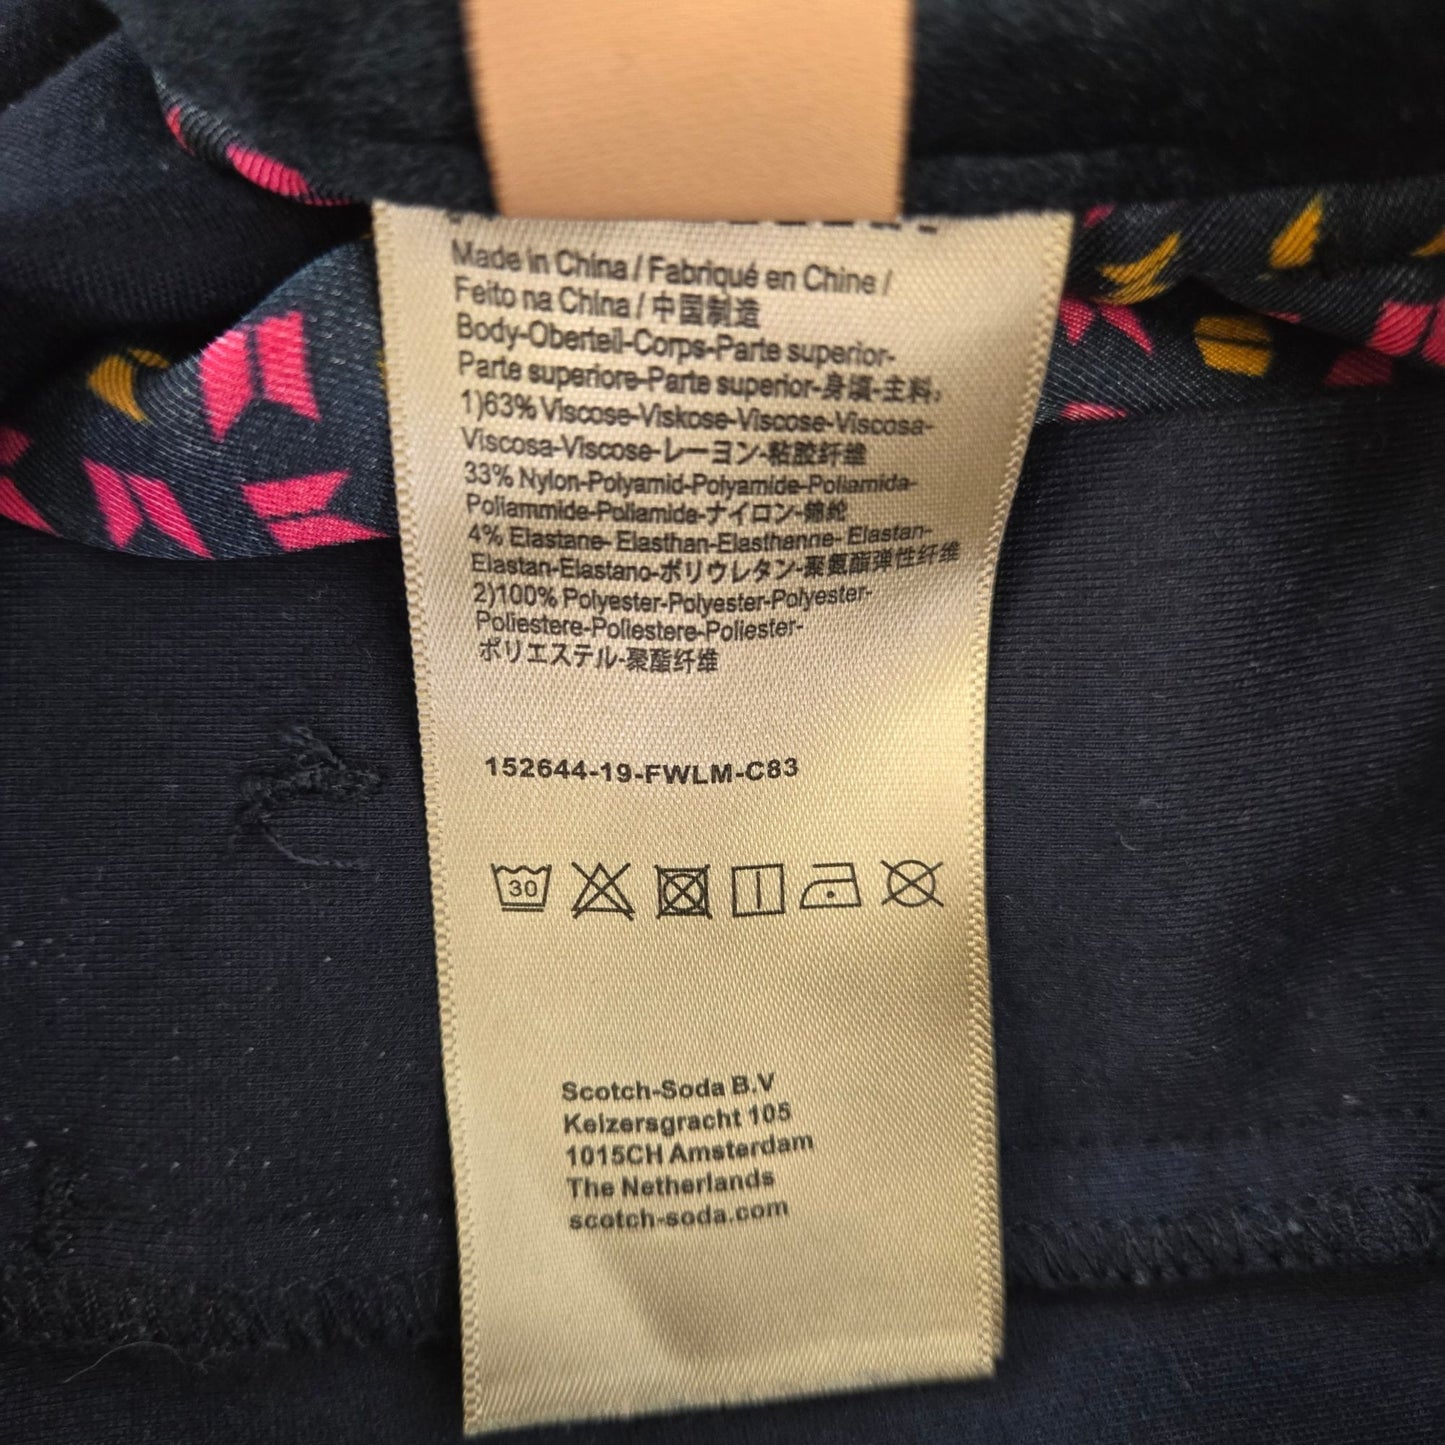 Made in China / Fabriqué en Chine /
Feito na China / 中国制造
Body-Oberteil-Corps-Parte superior-
Parte superiore-Parte superior-身填-主料:
1)63% Viscose-Viskose-Viscose-Viscosa-
Viscosa-Viscose-レーヨン-粘胶纤维
33% Nylon-Polyamid-Polyamide-Poliamida-
Poliammide-Poliamida-ナイロン-锦纶
4% Elastane- Elasthan-Elasthanne- Elastan-
Elastan-Elastano-ポリウレタン-聚氨酯弹性纤维
2)100% Polyester-Polyester-Polyester-
Poliestere-Poliestere-Poliester-
ポリエステル-聚酯纤维
152644-19-FWLM-C83
30
Scotch-Soda B.V
Keizersgracht 105
1015CH Amsterdam
The Netherlands
scotch-soda.com